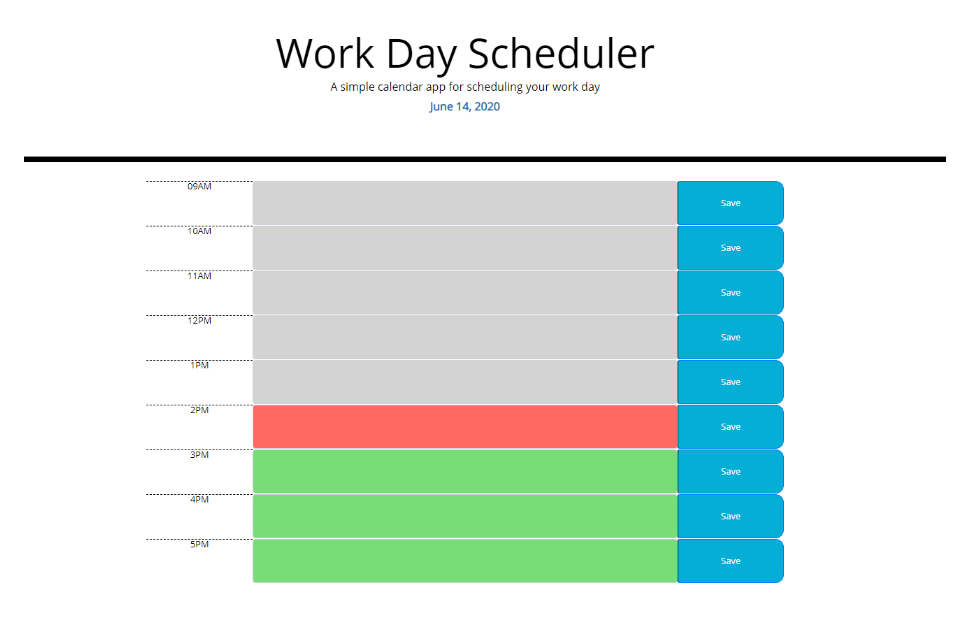 Work Day Scheduler
A simple calendar app for scheduling your work day
June 14, 2020
09AM Save
10AM Save
11AM Save
12PM Save
1PM Save
2PM Save
3PM Save
4PM Save
5PM Save